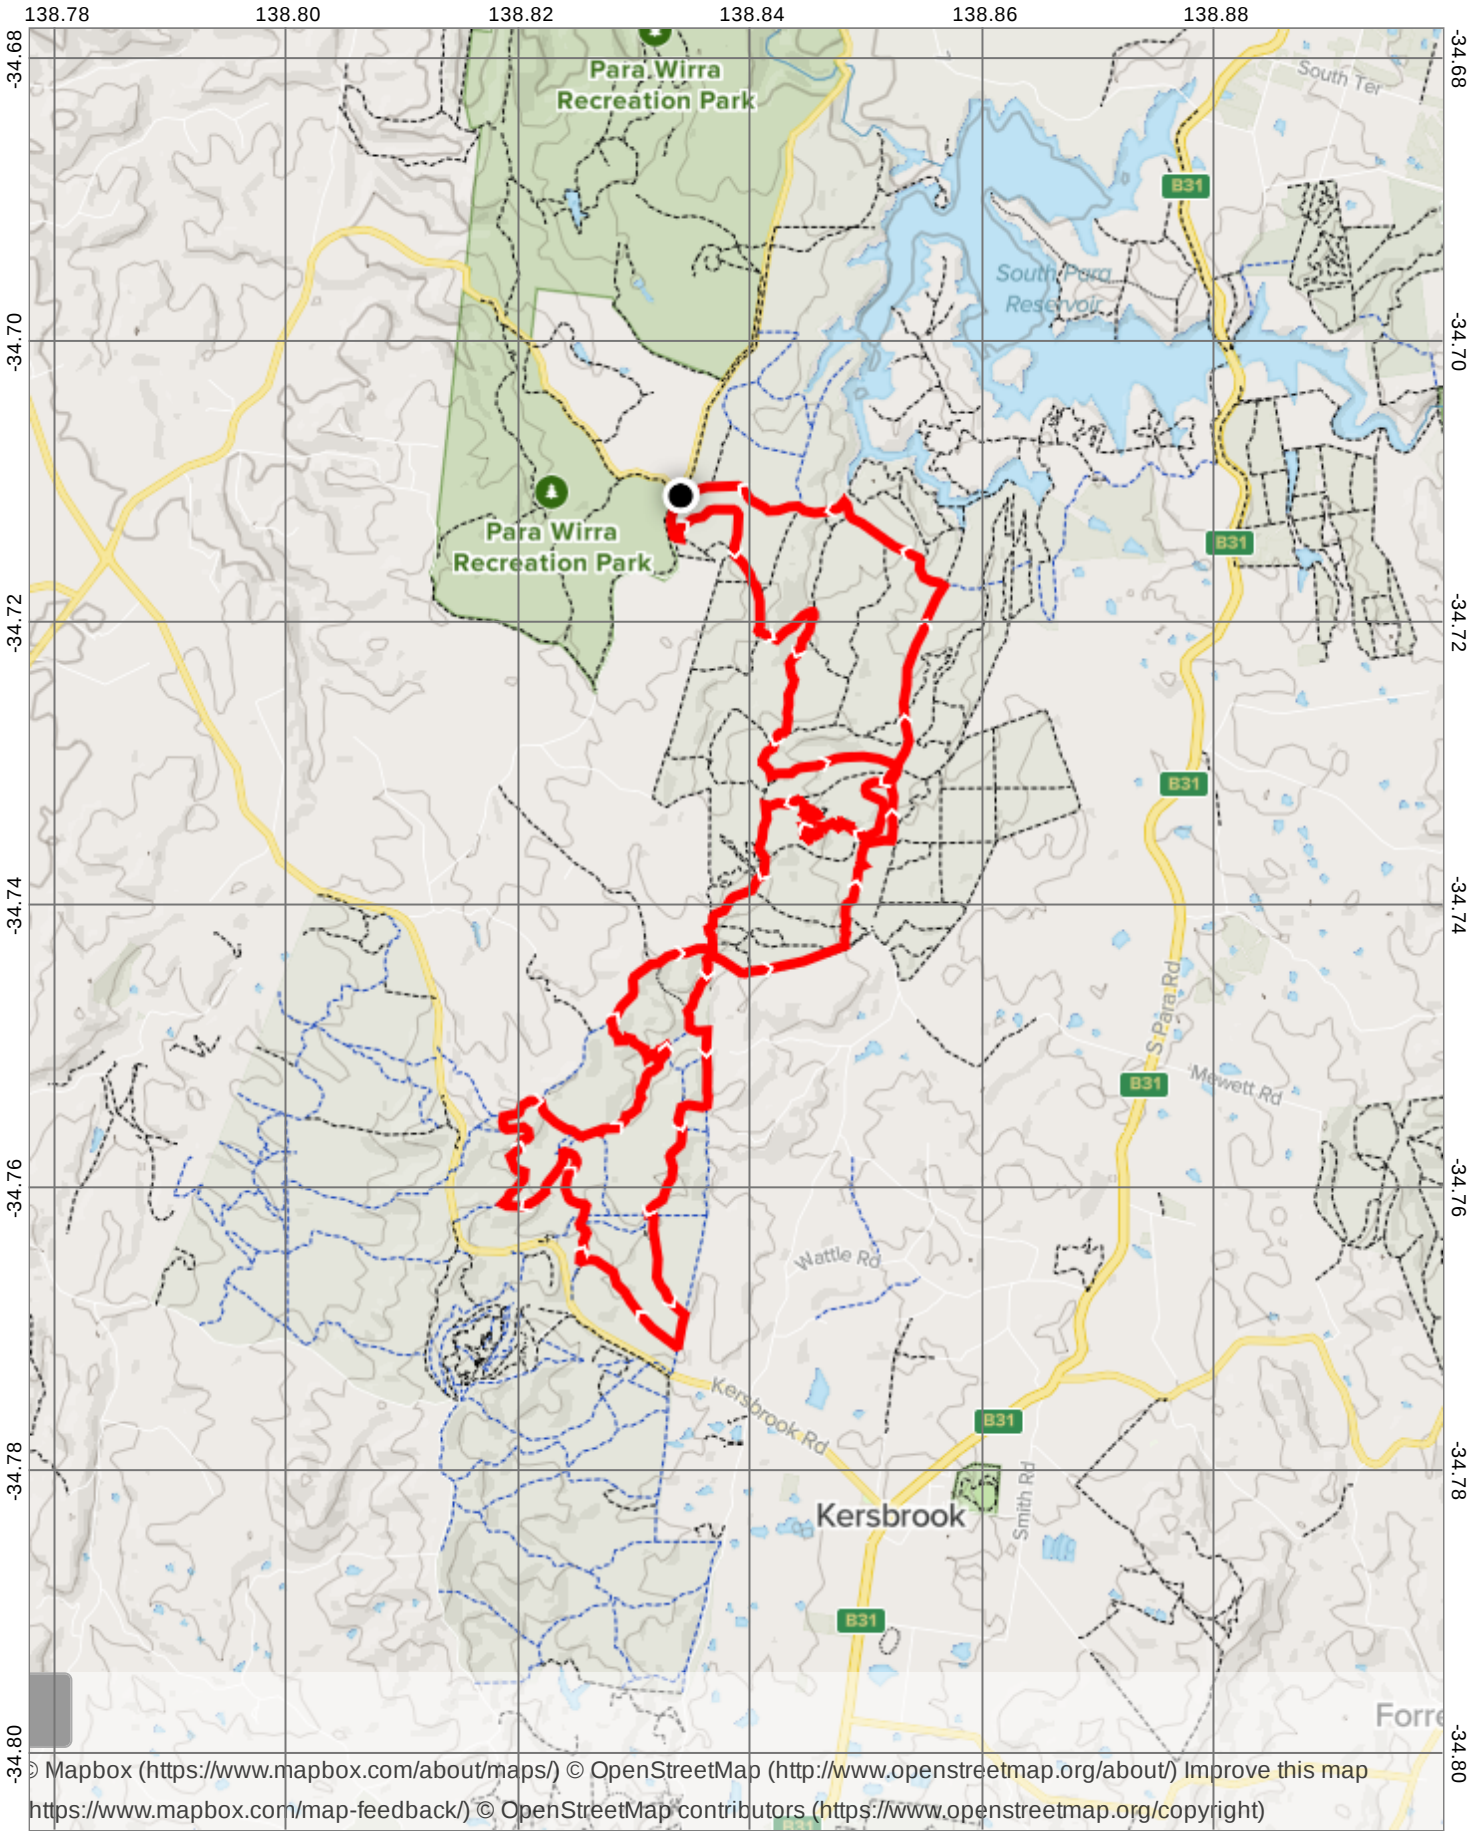 138.78 138.80 138.82 138.84 138.86 138.88
-34.68
-34.68
South Ter
Para Wirra
Recreation Park
B31
South Para
Reservoir
-34.70
-34.70
Para Wirra
Recreation Park
B31
-34.72
-34.72
B31
-34.74
-34.74
S Para Rd
Mewett Rd
B31
-34.76
-34.76
Wattle Rd
Kersbrook Rd
B31
-34.78
-34.78
Smith Rd
Kersbrook
B31
Forre
-34.80
-34.80
© Mapbox (https://www.mapbox.com/about/maps/) © OpenStreetMap (http://www.openstreetmap.org/about/) Improve this map
https://www.mapbox.com/map-feedback/) © OpenStreetMap contributors (https://www.openstreetmap.org/copyright)
B31